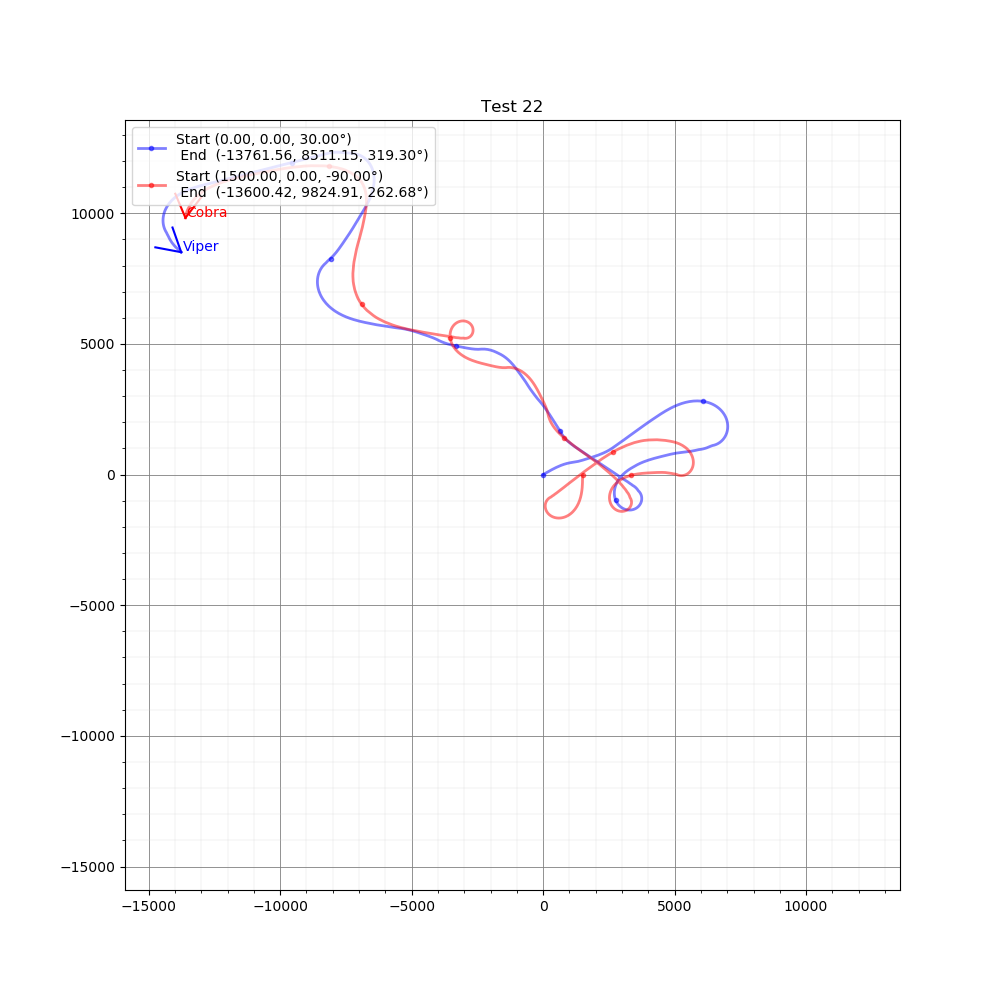 Test 22
Start (0.00, 0.00, 30.00°)
End (-13761.56, 8511.15, 319.30°)
Start (1500.00, 0.00, -90.00°)
End (-13600.42, 9824.91, 262.68°)
Cobra
Viper
10000
5000
0
−5000
−10000
−15000
−15000 −10000 −5000 0 5000 10000